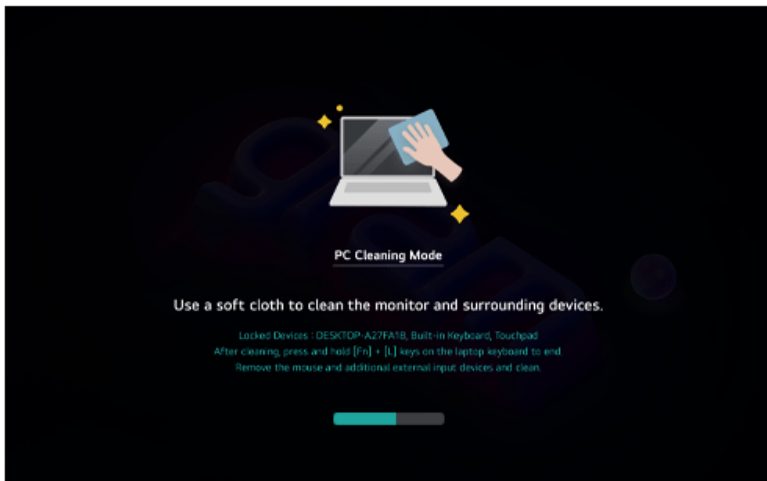 PC Cleaning Mode
Use a soft cloth to clean the monitor and surrounding devices.
Locked Devices : DESKTOP-A27FA1B, Built-in Keyboard, Touchpad
After cleaning, press and hold [Fn] + [L] keys on the laptop keyboard to end.
Remove the mouse and additional external input devices and clean.